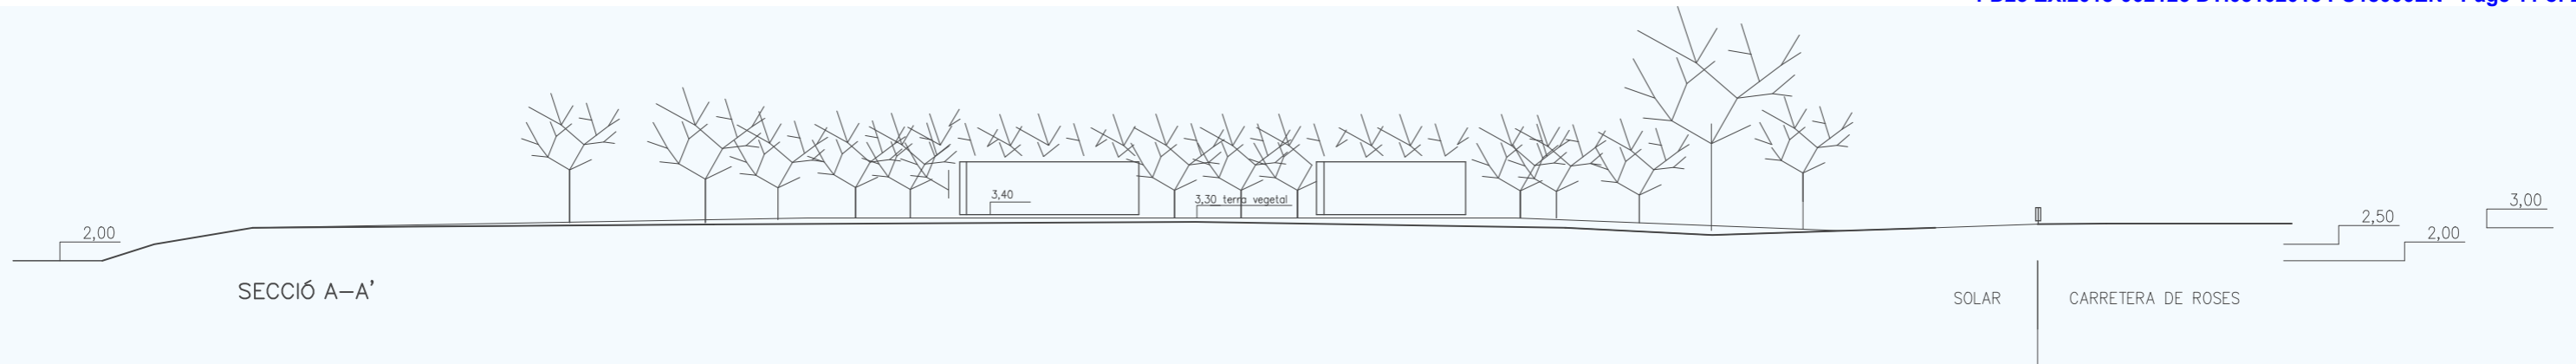 3,40
3,30 terra vegetal
3,00
2,50
2,00
2,00
SECCIÓ A-A'
SOLAR
CARRETERA DE ROSES